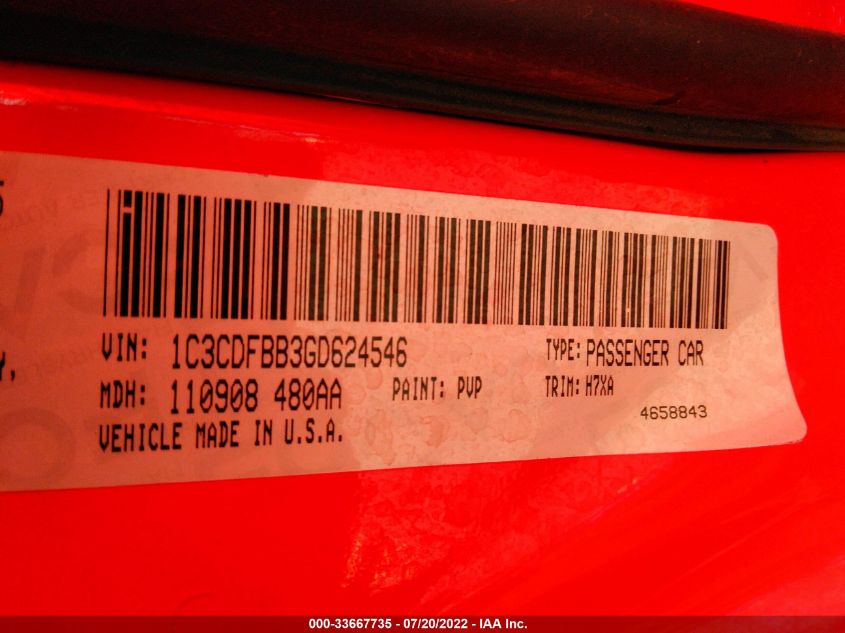 VIN: 1C3CDFBB3GD624546 TYPE: PASSENGER CAR
MDH: 110908 480AA PAINT: PVP TRIM: H7XA
4658843
VEHICLE MADE IN U.S.A.
000-33667735 - 07/20/2022 - IAA Inc.